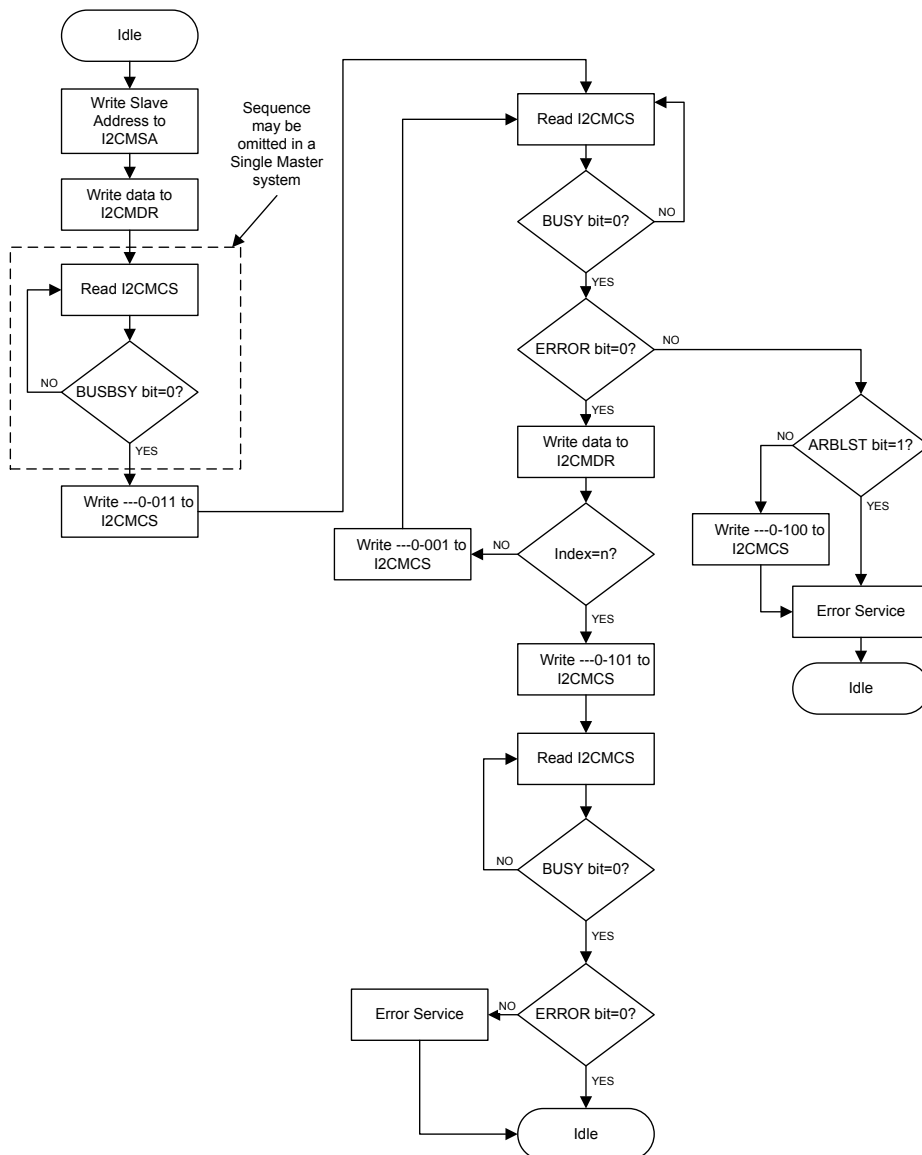 Idle
Write Slave
Address to
I2CMSA
Write data to
I2CMDR
Sequence
may be
omitted in a
Single Master
system
Read I2CMCS
BUSBSY bit=0?
NO
YES
Write ---0-011 to
I2CMCS
Read I2CMCS
BUSY bit=0?
NO
YES
ERROR bit=0?
NO
YES
Write data to
I2CMDR
ARBLST bit=1?
NO
YES
Write ---0-100 to
I2CMCS
Error Service
Idle
Index=n?
NO
Write ---0-001 to
I2CMCS
YES
Write ---0-101 to
I2CMCS
Read I2CMCS
BUSY bit=0?
NO
YES
ERROR bit=0?
NO
Error Service
YES
Idle